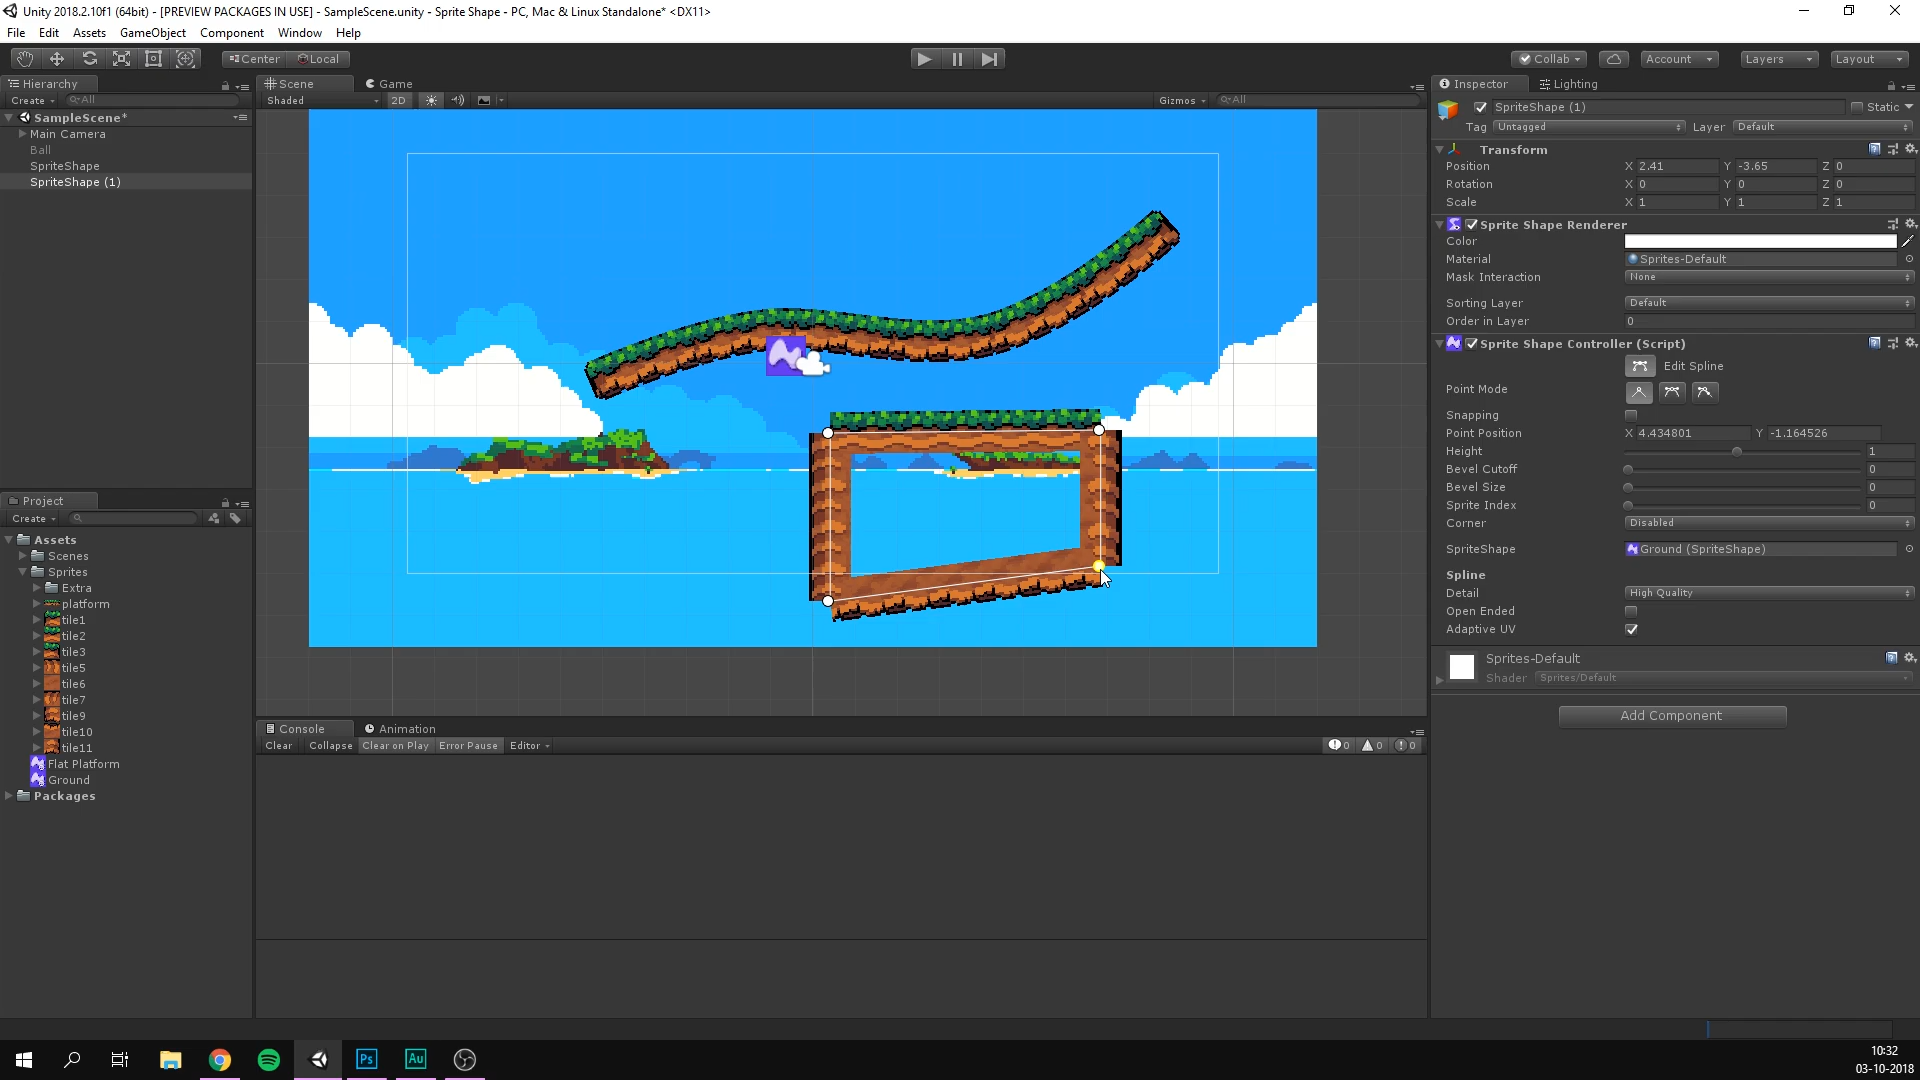 Unity 2018.2.10f1 (64bit) - [PREVIEW PACKAGES IN USE] - SampleScene.unity - Sprite Shape - PC, Mac & Linux Standalone* <DX11>
File Edit Assets GameObject Component Window Help
Center Local Collab Account Layers Layout
Hierarchy
Create All
SampleScene*
Main Camera
Ball
SpriteShape
SpriteShape (1)
Project
Create
Assets
Scenes
Sprites
Extra
platform
tile1
tile2
tile3
tile5
tile6
tile7
tile9
tile10
tile11
Flat Platform
Ground
Packages
Scene Game
Shaded 2D Gizmos All
Console Animation
Clear Collapse Clear on Play Error Pause Editor 0 0 0
Inspector Lighting
SpriteShape (1) Static
Tag Untagged Layer Default
Transform
Position X 2.41 Y -3.65 Z 0
Rotation X 0 Y 0 Z 0
Scale X 1 Y 1 Z 1
Sprite Shape Renderer
Color
Material Sprites-Default
Mask Interaction None
Sorting Layer Default
Order in Layer 0
Sprite Shape Controller (Script)
Edit Spline
Point Mode
Snapping
Point Position X 4.434801 Y -1.164526
Height 1
Bevel Cutoff 0
Bevel Size 0
Sprite Index 0
Corner Disabled
SpriteShape Ground (SpriteShape)
Spline
Detail High Quality
Open Ended
Adaptive UV
Sprites-Default
Shader Sprites/Default
Add Component
Ps Au
10:32
03-10-2018